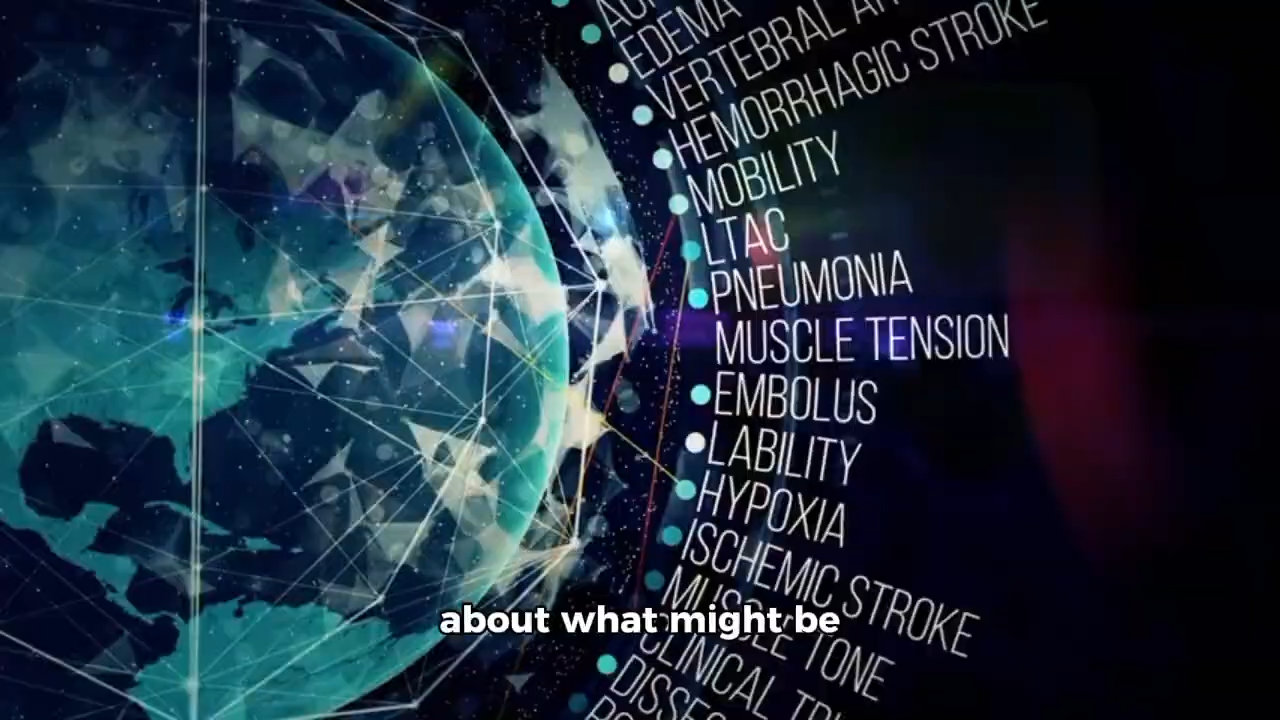 EDEMA
VERTEBRAL
HEMORRHAGIC STROKE
MOBILITY
LTAC
PNEUMONIA
MUSCLE TENSION
EMBOLUS
LABILITY
HYPOXIA
ISCHEMIC STROKE
MUSCLE TONE
about what might be
CLINICAL